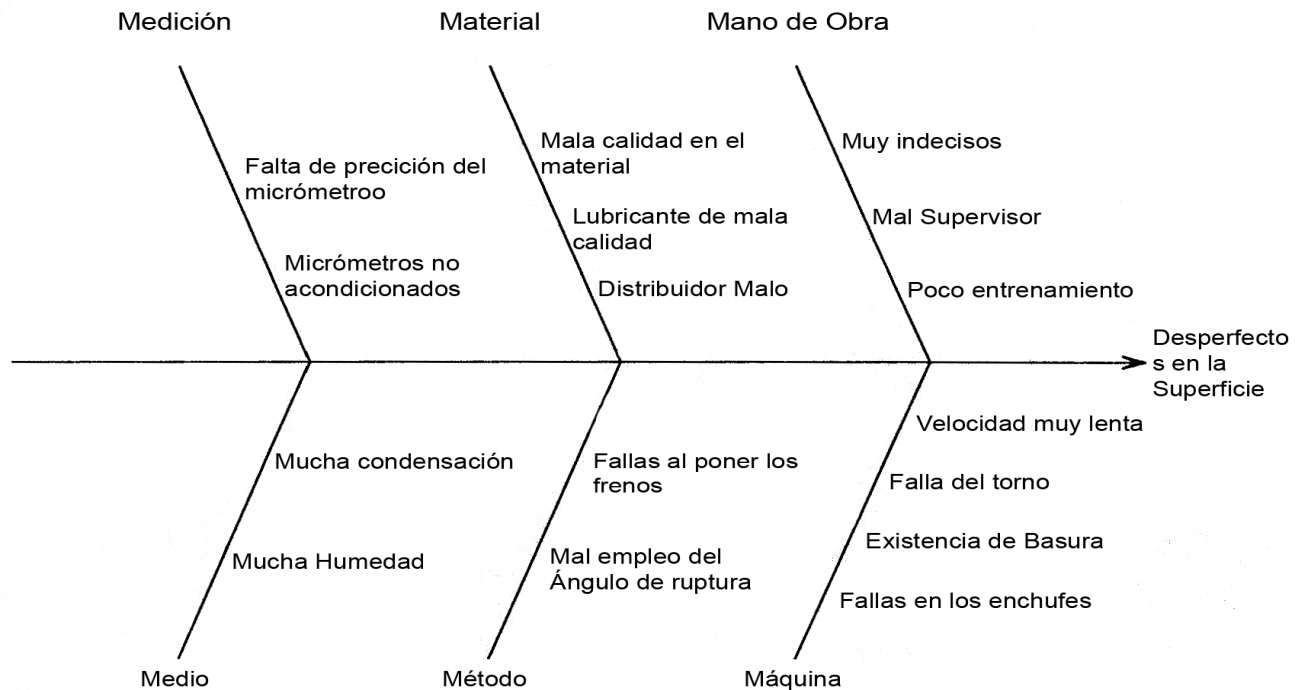 Medición
Material
Mano de Obra
Mala calidad en el
material
Muy indecisos
Falta de precición del
micrómetroo
Lubricante de mala
calidad
Mal Supervisor
Micrómetros no
acondicionados
Distribuidor Malo
Poco entrenamiento
Desperfecto
s en la
Superficie
Velocidad muy lenta
Mucha condensación
Fallas al poner los
frenos
Falla del torno
Existencia de Basura
Mucha Humedad
Mal empleo del
Ángulo de ruptura
Fallas en los enchufes
Medio
Método
Máquina